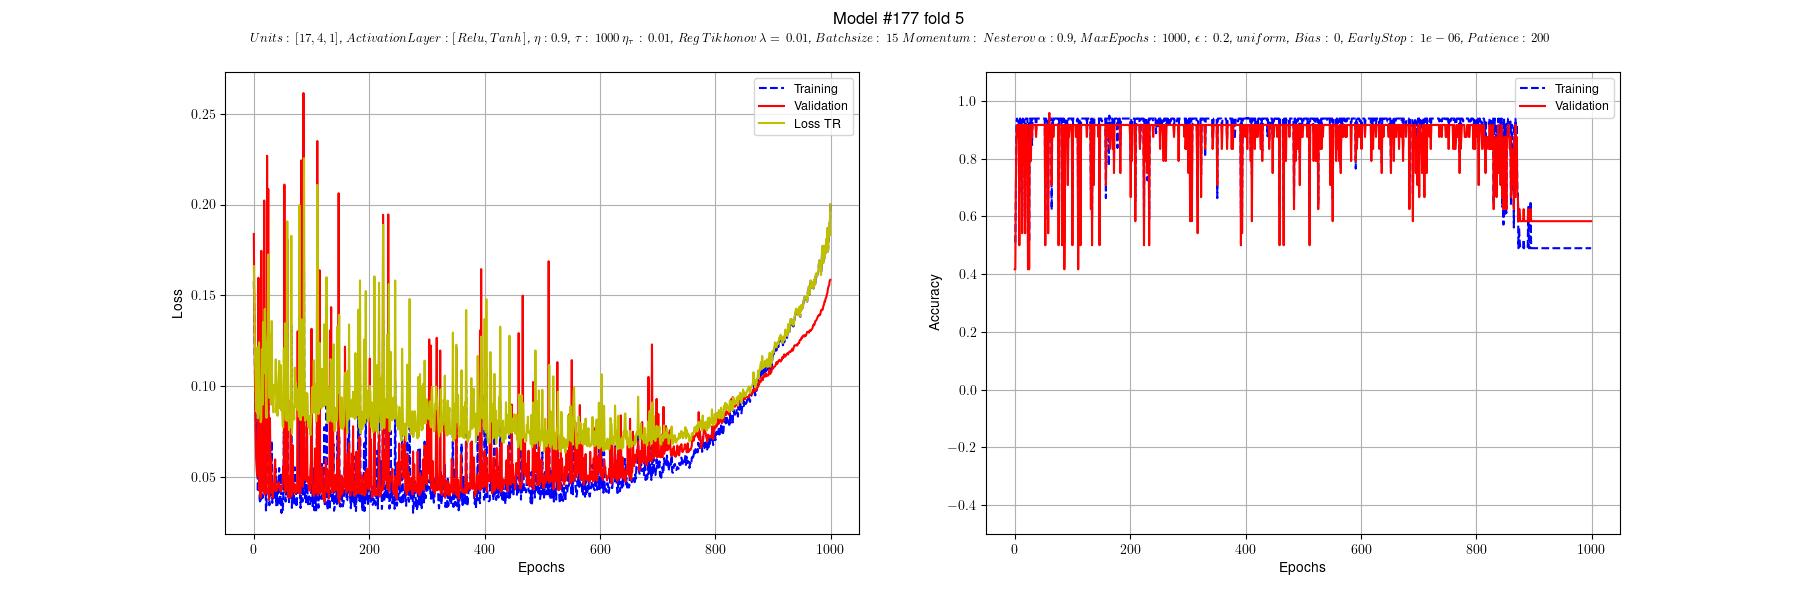 Model #177 fold 5
Units : [17, 4, 1], ActivationLayer : [Relu, Tanh], η : 0.9, τ : 1000 η_τ : 0.01, Reg Tikhonov λ = 0.01, Batchsize : 15 Momentum : Nesterov α : 0.9, MaxEpochs : 1000, ϵ : 0.2, uniform, Bias : 0, EarlyStop : 1e − 06, Patience : 200
Training
Validation
Loss TR
0.25
0.20
0.15
0.10
0.05
Loss
0 200 400 600 800 1000
Epochs
Training
Validation
1.0
0.8
0.6
0.4
0.2
0.0
−0.2
−0.4
Accuracy
0 200 400 600 800 1000
Epochs